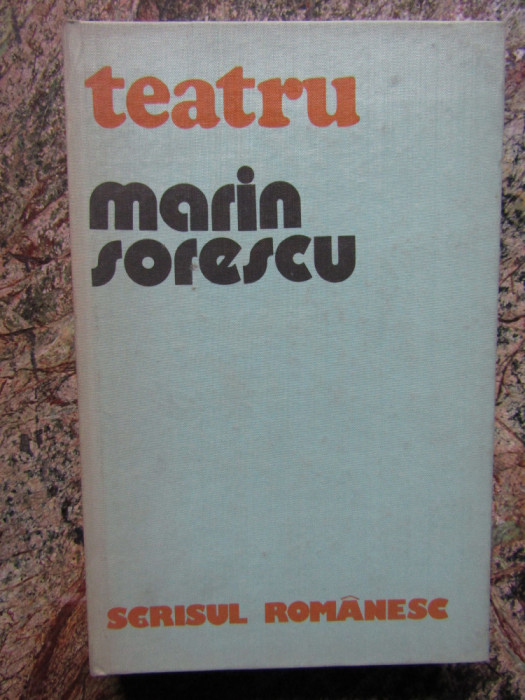 teatru
marin
sorescu
SCRISUL ROMÂNESC